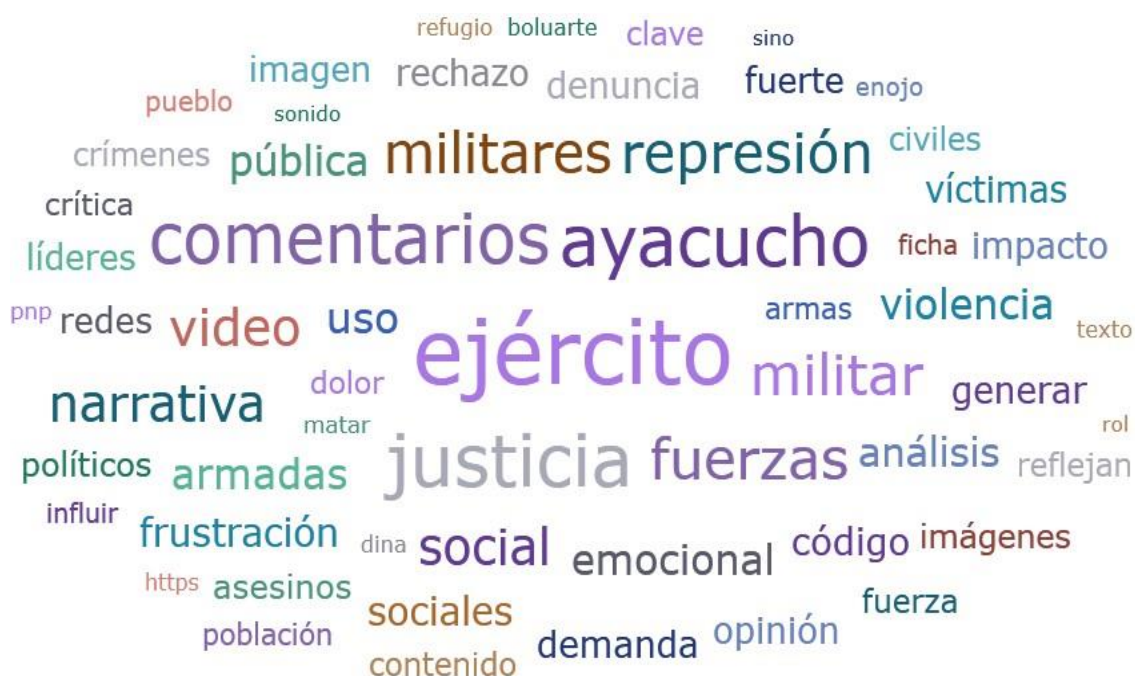 refugio boluarte clave sino
imagen rechazo denuncia fuerte enojo
pueblo sonido
crímenes pública militares represión civiles
crítica víctimas
líderes comentarios ayacucho ficha impacto
pnp redes video uso armas violencia texto
ejército militar
narrativa dolor generar
matar rol
políticos armadas justicia fuerzas análisis reflejan
influir
frustración dina social emocional código imágenes
https asesinos fuerza
población sociales demanda opinión
contenido